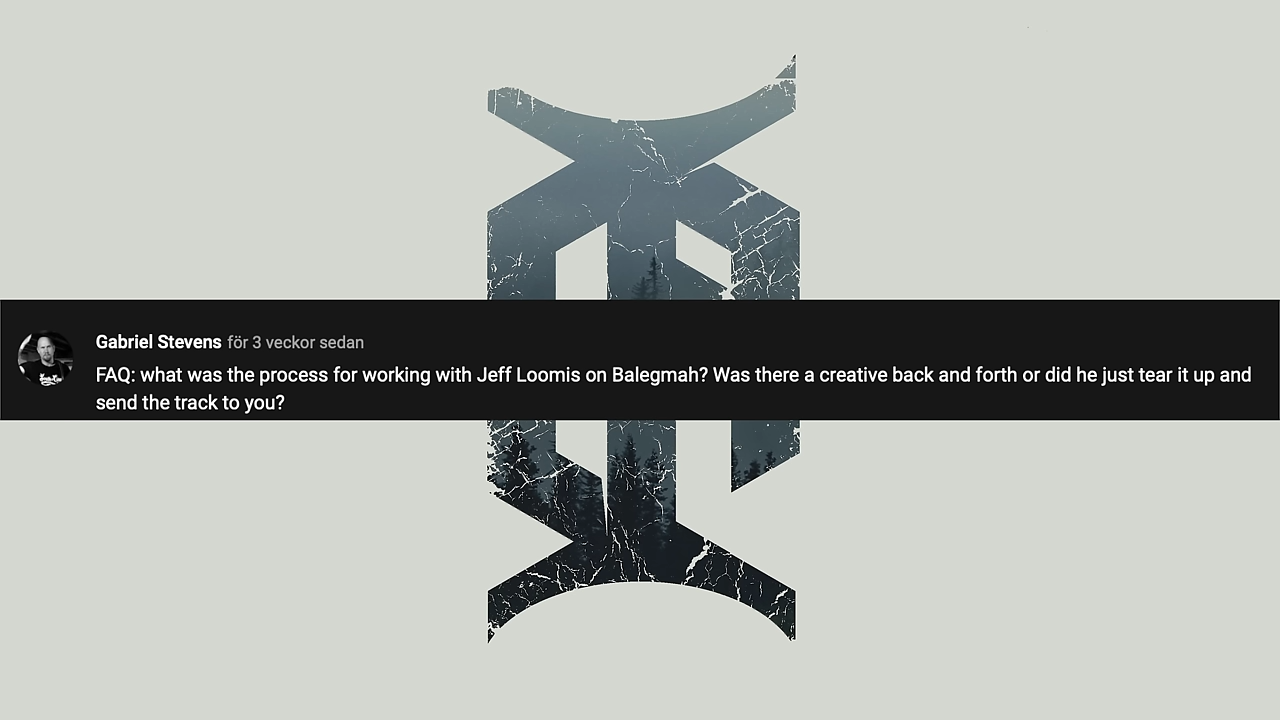 Gabriel Stevens för 3 veckor sedan
FAQ: what was the process for working with Jeff Loomis on Balegmah? Was there a creative back and forth or did he just tear it up and
send the track to you?